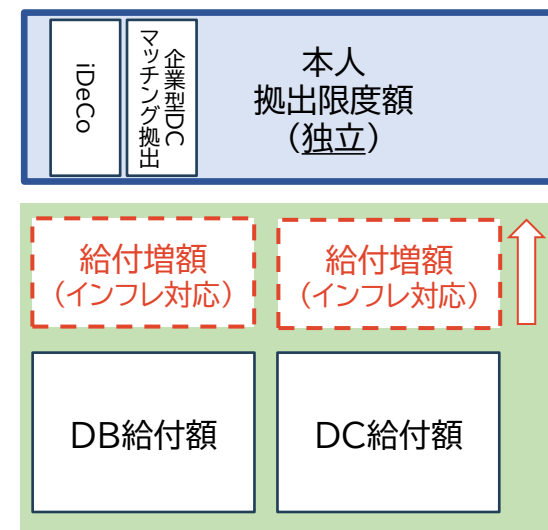 iDeCo
企業型DC
マッチング拠出
本人
拠出限度額
（独立）
給付増額
（インフレ対応）
給付増額
（インフレ対応）
DB給付額
DC給付額